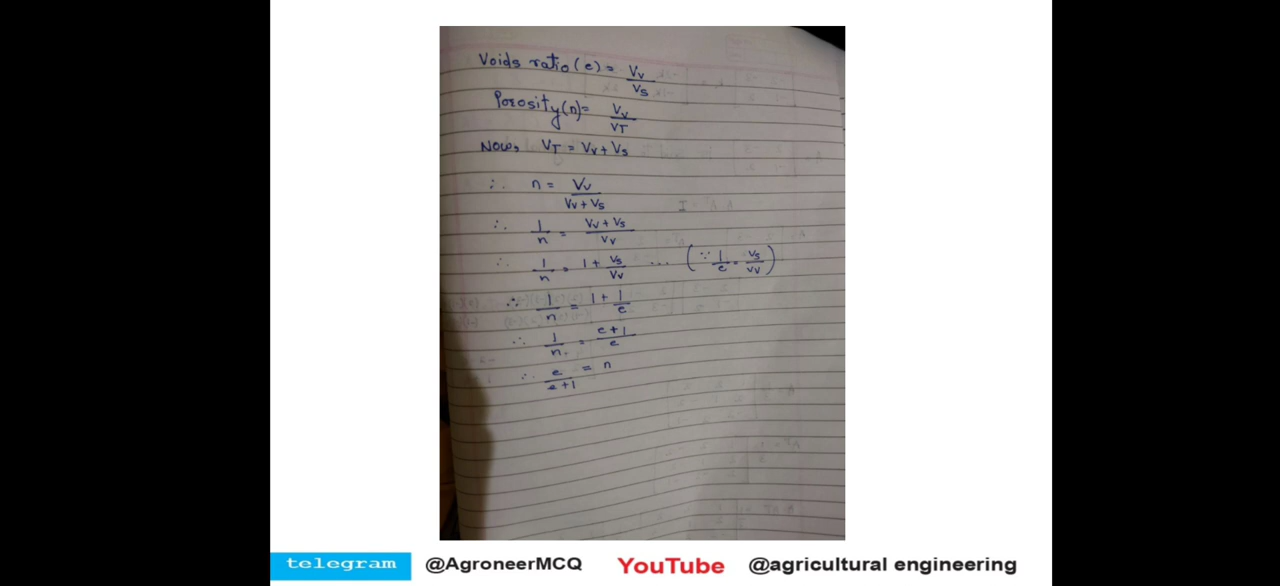 Voids ratio (e) = Vv/Vs
Porosity (n) = Vv/VT
Now, VT = Vv + Vs
∴ n = Vv/(Vv + Vs)
∴ 1/n = (Vv + Vs)/Vv
∴ 1/n = 1 + Vs/Vv ... (∵ 1/e = Vs/Vv)
∴ 1/n = 1 + 1/e
∴ 1/n = (e+1)/e
∴ e/(e+1) = n
telegram @AgroneerMCQ YouTube @agricultural engineering